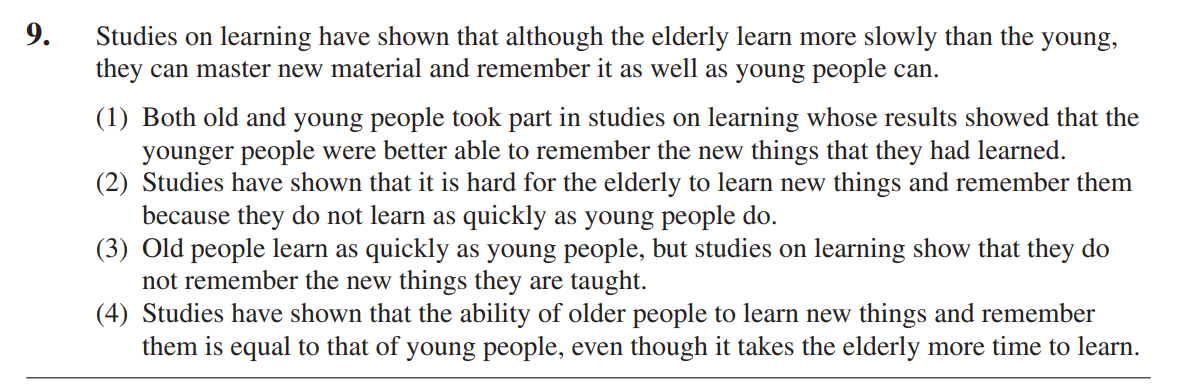 9. Studies on learning have shown that although the elderly learn more slowly than the young,
they can master new material and remember it as well as young people can.
(1) Both old and young people took part in studies on learning whose results showed that the
younger people were better able to remember the new things that they had learned.
(2) Studies have shown that it is hard for the elderly to learn new things and remember them
because they do not learn as quickly as young people do.
(3) Old people learn as quickly as young people, but studies on learning show that they do
not remember the new things they are taught.
(4) Studies have shown that the ability of older people to learn new things and remember
them is equal to that of young people, even though it takes the elderly more time to learn.